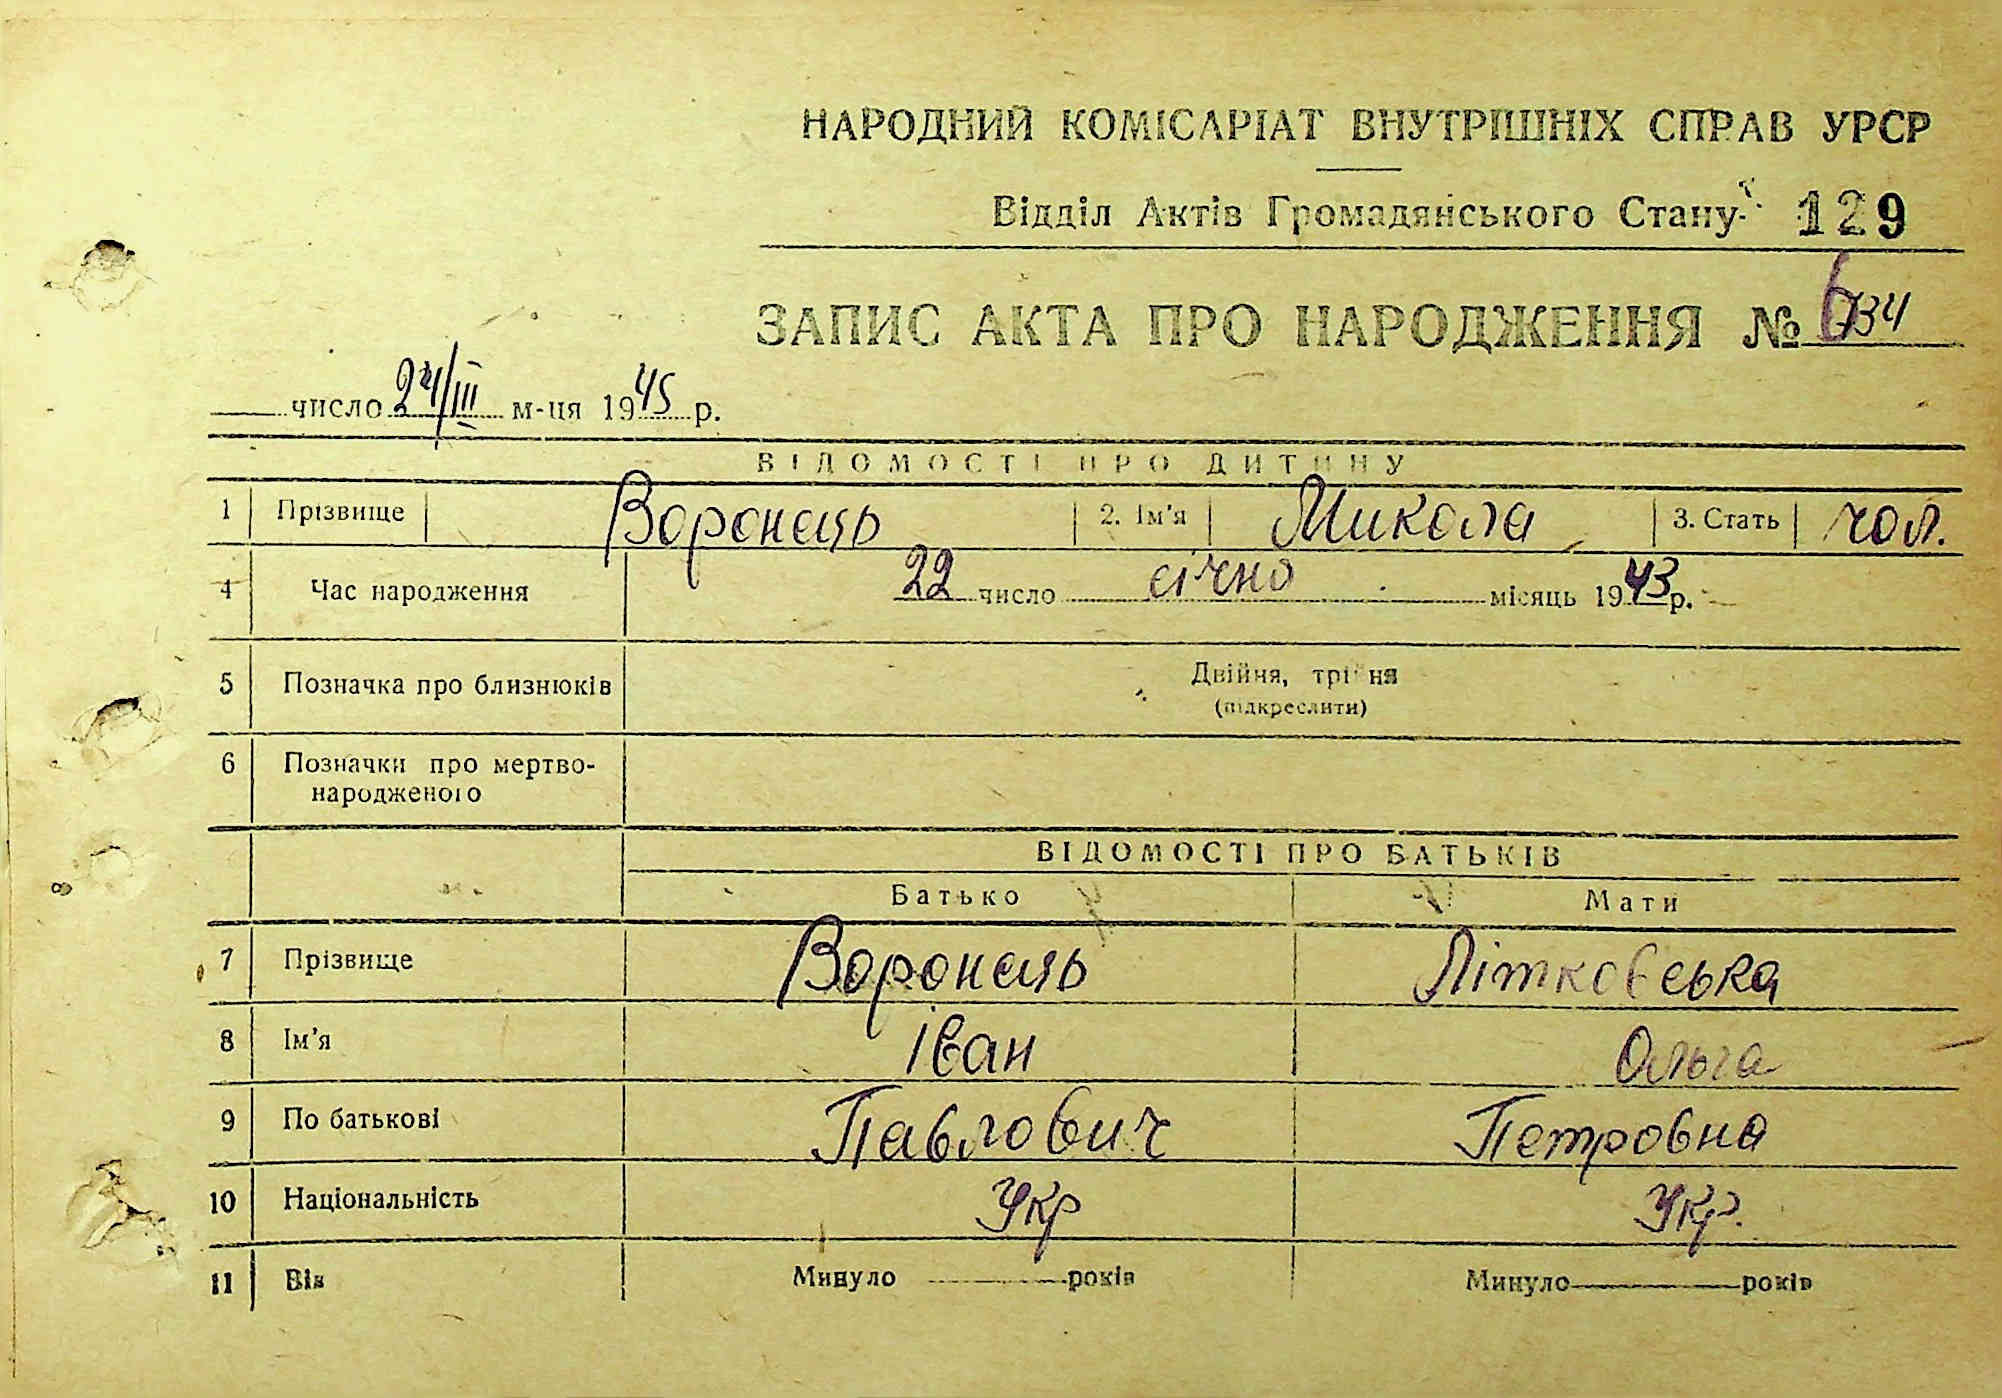 НАРОДНИЙ КОМІСАРІАТ ВНУТРІШНІХ СПРАВ УРСР
Відділ Актів Громадянського Стану 129
ЗАПИС АКТА ПРО НАРОДЖЕННЯ №
число 24/III м-ця 1945 р.
ВІДОМОСТІ ПРО ДИТИНУ
1 Прізвище Воронець 2. Ім'я Микола 3. Стать чол.
4 Час народження 22 число січно місяць 1943 р.
5 Позначка про близнюків Двійня, трійня
(підкреслити)
6 Позначки про мертво-
народженого
ВІДОМОСТІ ПРО БАТЬКІВ
Батько Мати
7 Прізвище Воронець Літковська
8 Ім'я Іван Ольга
9 По батькові Павлович Петровна
10 Національність Укр Укр.
11 Вік Минуло років Минуло років